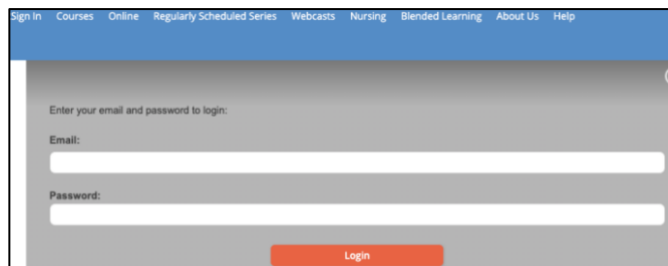 Sign In Courses Online Regularly Scheduled Series Webcasts Nursing Blended Learning About Us Help
Enter your email and password to login:
Email:
Password:
Login